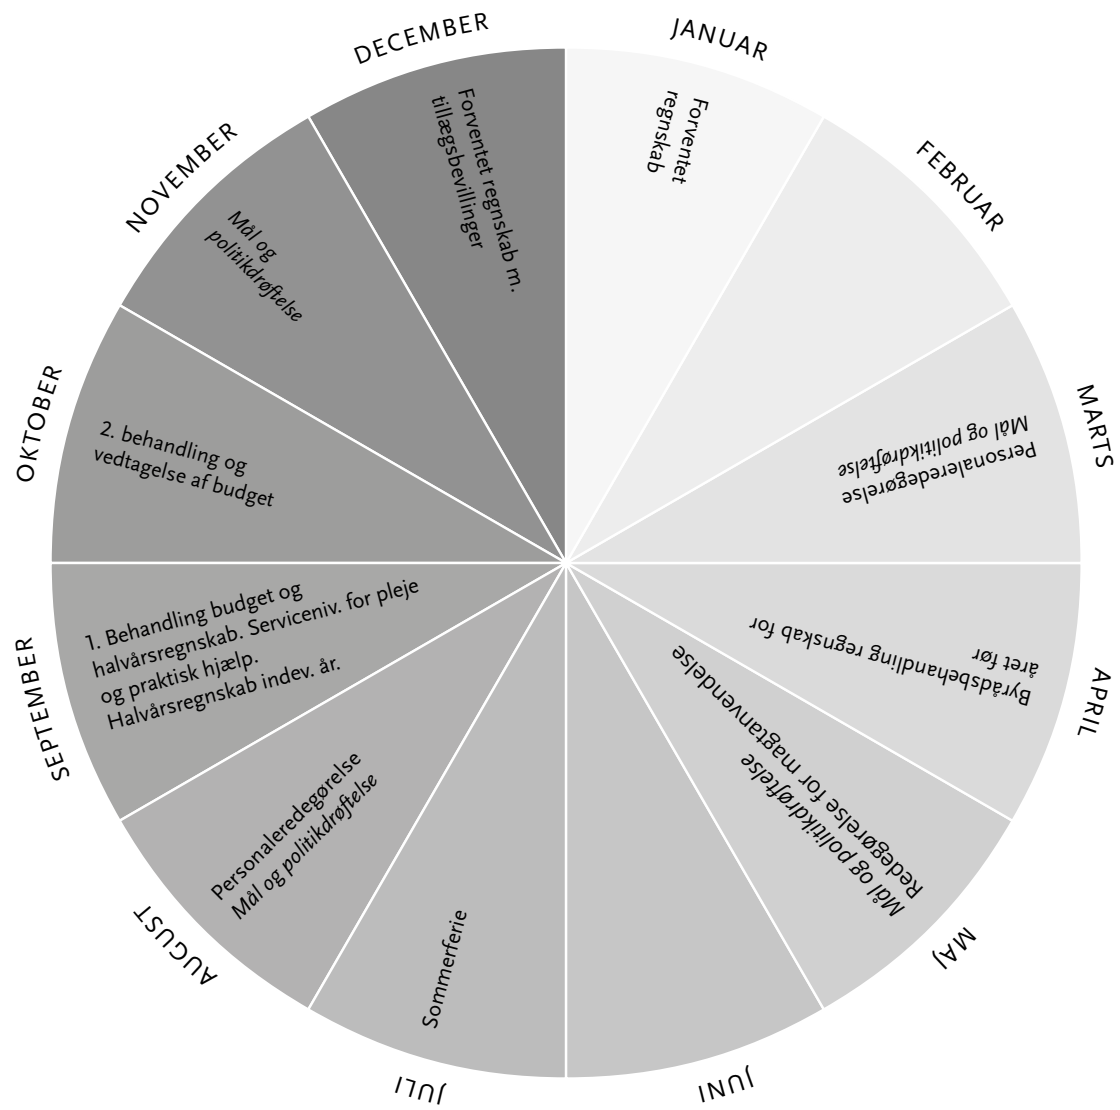 JANUAR
Forventet
regnskab
FEBRUAR
MARTS
Personaleredegørelse
Mål og politikdrøftelse
APRIL
Byrådsbehandling regnskab for
året før
MAJ
Redegørelse for magtanvendelse
Mål og politikdrøftelse
JUNI
JULI
Sommerferie
AUGUST
Personaleredegørelse
Mål og politikdrøftelse
SEPTEMBER
1. Behandling budget og
halvårsregnskab. Serviceniv. for pleje
og praktisk hjælp.
Halvårsregnskab indev. år.
OKTOBER
2. behandling og
vedtagelse af budget
NOVEMBER
Mål og
politikdrøftelse
DECEMBER
Forventet regnskab m.
tillægsbevillinger